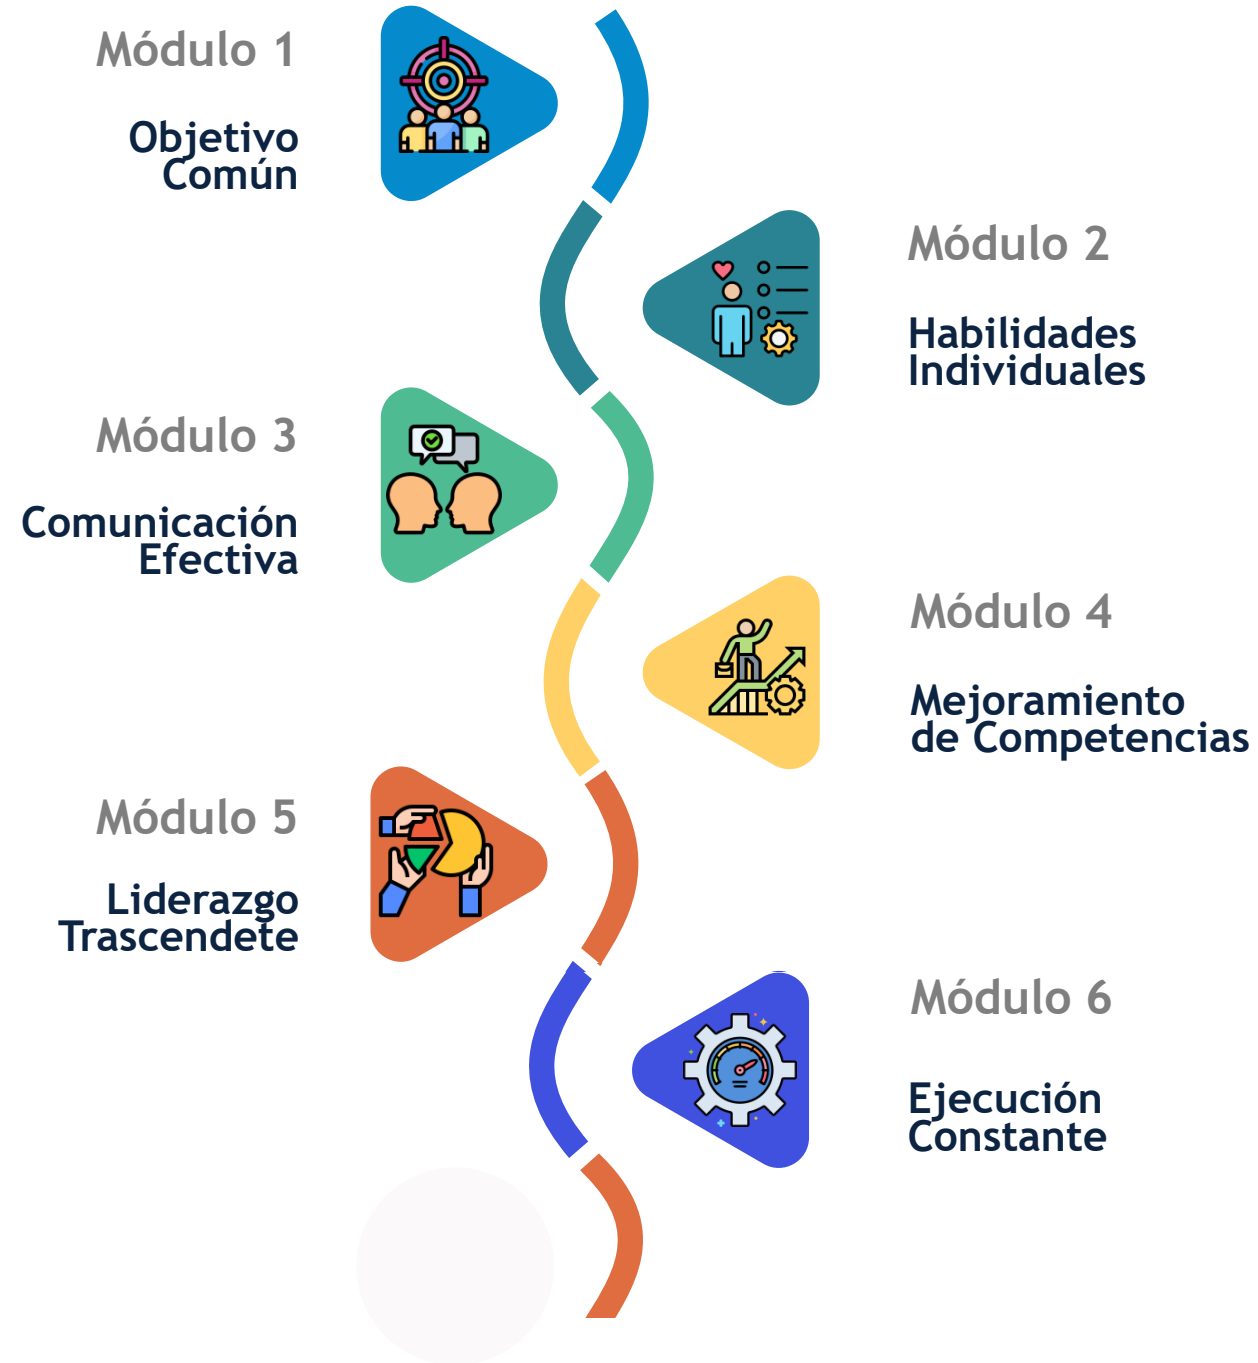 Módulo 1
Objetivo
Común
Módulo 2
Habilidades
Individuales
Módulo 3
Comunicación
Efectiva
Módulo 4
Mejoramiento
de Competencias
Módulo 5
Liderazgo
Trascendete
Módulo 6
Ejecución
Constante